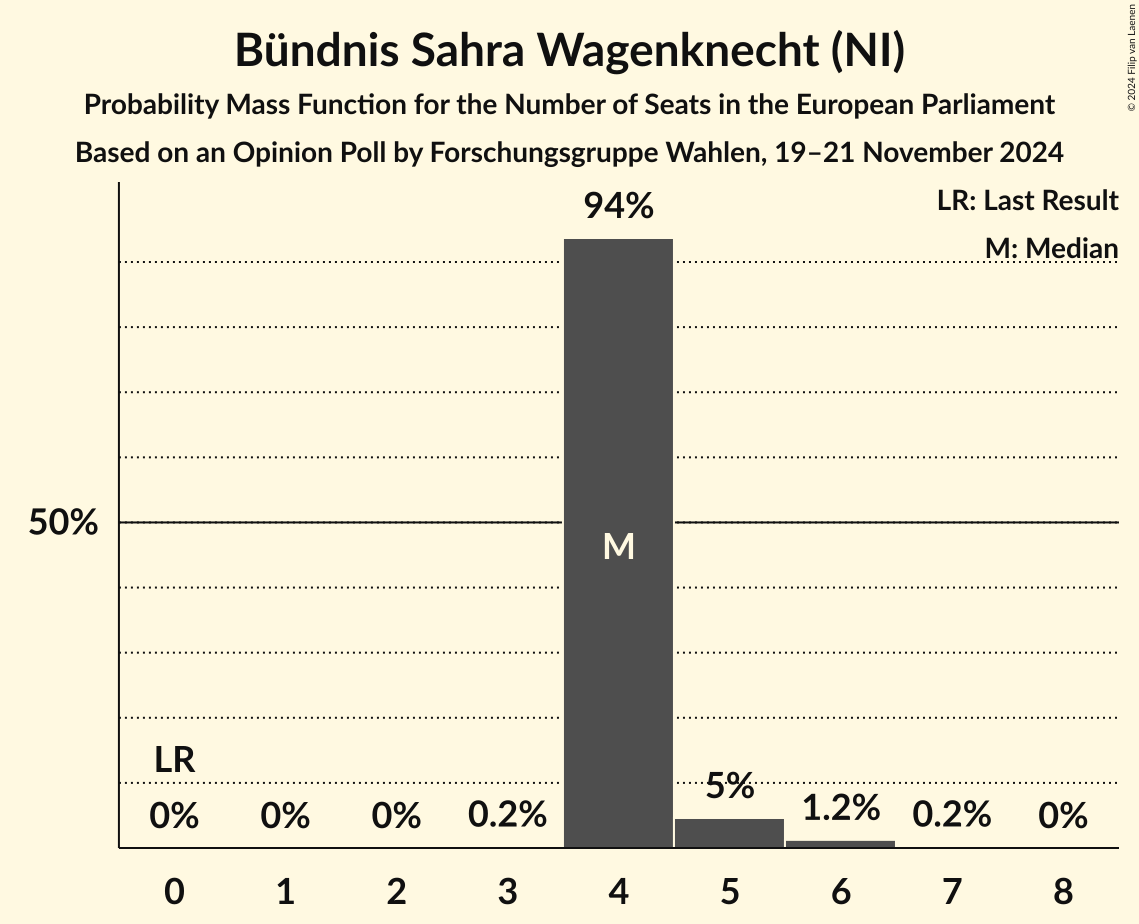 Bündnis Sahra Wagenknecht (NI)
Probability Mass Function for the Number of Seats in the European Parliament
Based on an Opinion Poll by Forschungsgruppe Wahlen, 19–21 November 2024
© 2024 Filip van Laenen
LR: Last Result
M: Median
94%
50%
M
LR
0% 0% 0% 0.2% 5% 1.2% 0.2% 0%
0 1 2 3 4 5 6 7 8